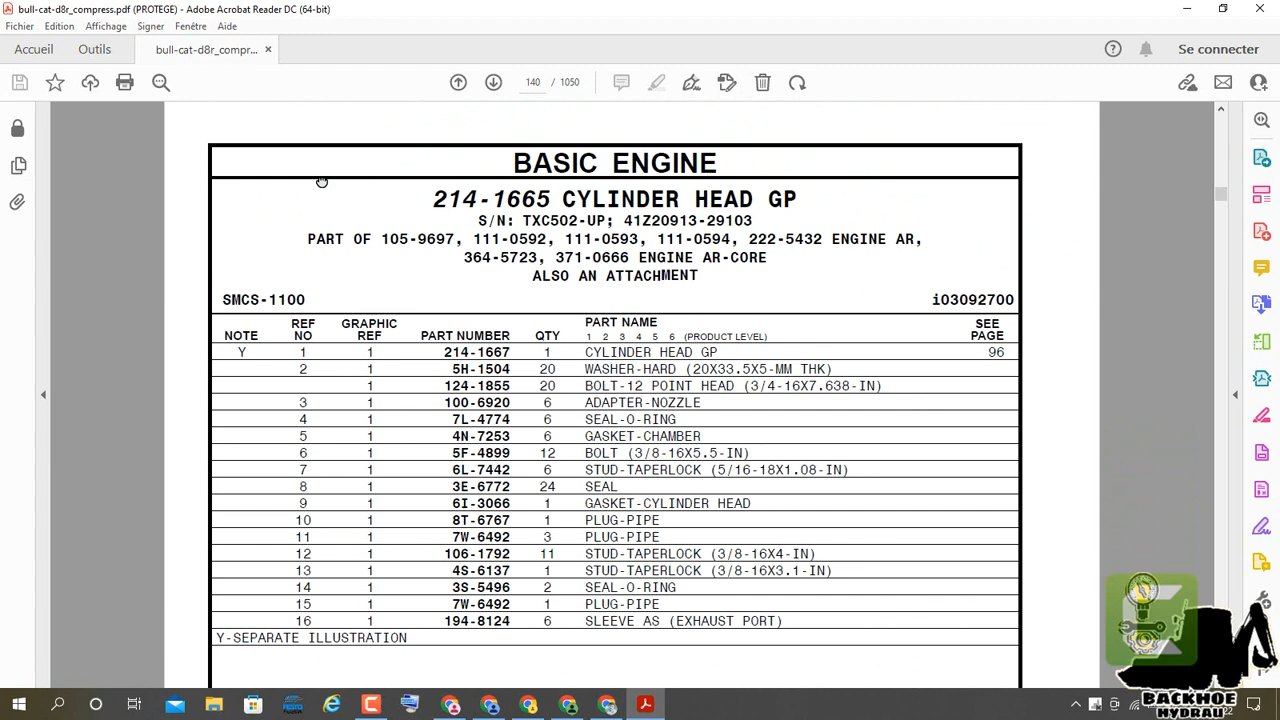 bull-cat-d8r_compress.pdf (PROTEGE) - Adobe Acrobat Reader DC (64-bit)
Fichier Edition Affichage Signer Fenêtre Aide
Accueil Outils bull-cat-d8r_compr... × Se connecter
140 / 1050
BASIC ENGINE
214-1665 CYLINDER HEAD GP
S/N: TXC502-UP; 41Z20913-29103
PART OF 105-9697, 111-0592, 111-0593, 111-0594, 222-5432 ENGINE AR,
364-5723, 371-0666 ENGINE AR-CORE
ALSO AN ATTACHMENT
SMCS-1100 i03092700
NOTE REF NO GRAPHIC REF PART NUMBER QTY PART NAME 1 2 3 4 5 6 (PRODUCT LEVEL) SEE PAGE
Y 1 1 214-1667 1 CYLINDER HEAD GP 96
2 1 5H-1504 20 WASHER-HARD (20X33.5X5-MM THK)
1 124-1855 20 BOLT-12 POINT HEAD (3/4-16X7.638-IN)
3 1 100-6920 6 ADAPTER-NOZZLE
4 1 7L-4774 6 SEAL-O-RING
5 1 4N-7253 6 GASKET-CHAMBER
6 1 5F-4899 12 BOLT (3/8-16X5.5-IN)
7 1 6L-7442 6 STUD-TAPERLOCK (5/16-18X1.08-IN)
8 1 3E-6772 24 SEAL
9 1 6I-3066 1 GASKET-CYLINDER HEAD
10 1 8T-6767 1 PLUG-PIPE
11 1 7W-6492 3 PLUG-PIPE
12 1 106-1792 11 STUD-TAPERLOCK (3/8-16X4-IN)
13 1 4S-6137 1 STUD-TAPERLOCK (3/8-16X3.1-IN)
14 1 3S-5496 2 SEAL-O-RING
15 1 7W-6492 1 PLUG-PIPE
16 1 194-8124 6 SLEEVE AS (EXHAUST PORT)
Y-SEPARATE ILLUSTRATION
BACKHOE
HYDRAU